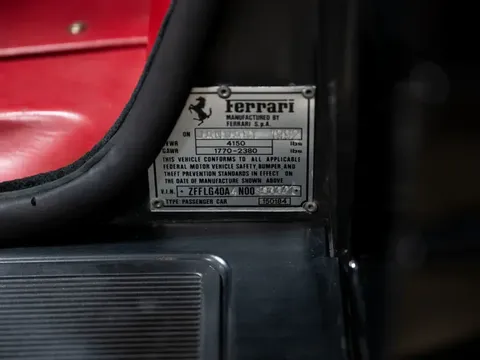 Ferrari
MANUFACTURED BY
FERRARI S.p.A.
ON
GVWR 4150 lbm
GAWR 1770-2380 lbm
THIS VEHICLE CONFORMS TO ALL APPLICABLE
FEDERAL MOTOR VEHICLE SAFETY, BUMPER, AND
THEFT PREVENTION STANDARDS IN EFFECT ON
THE DATE OF MANUFACTURE SHOWN ABOVE
V.I.N. ZFFLG40A N00
TYPE PASSENGER CAR 150184